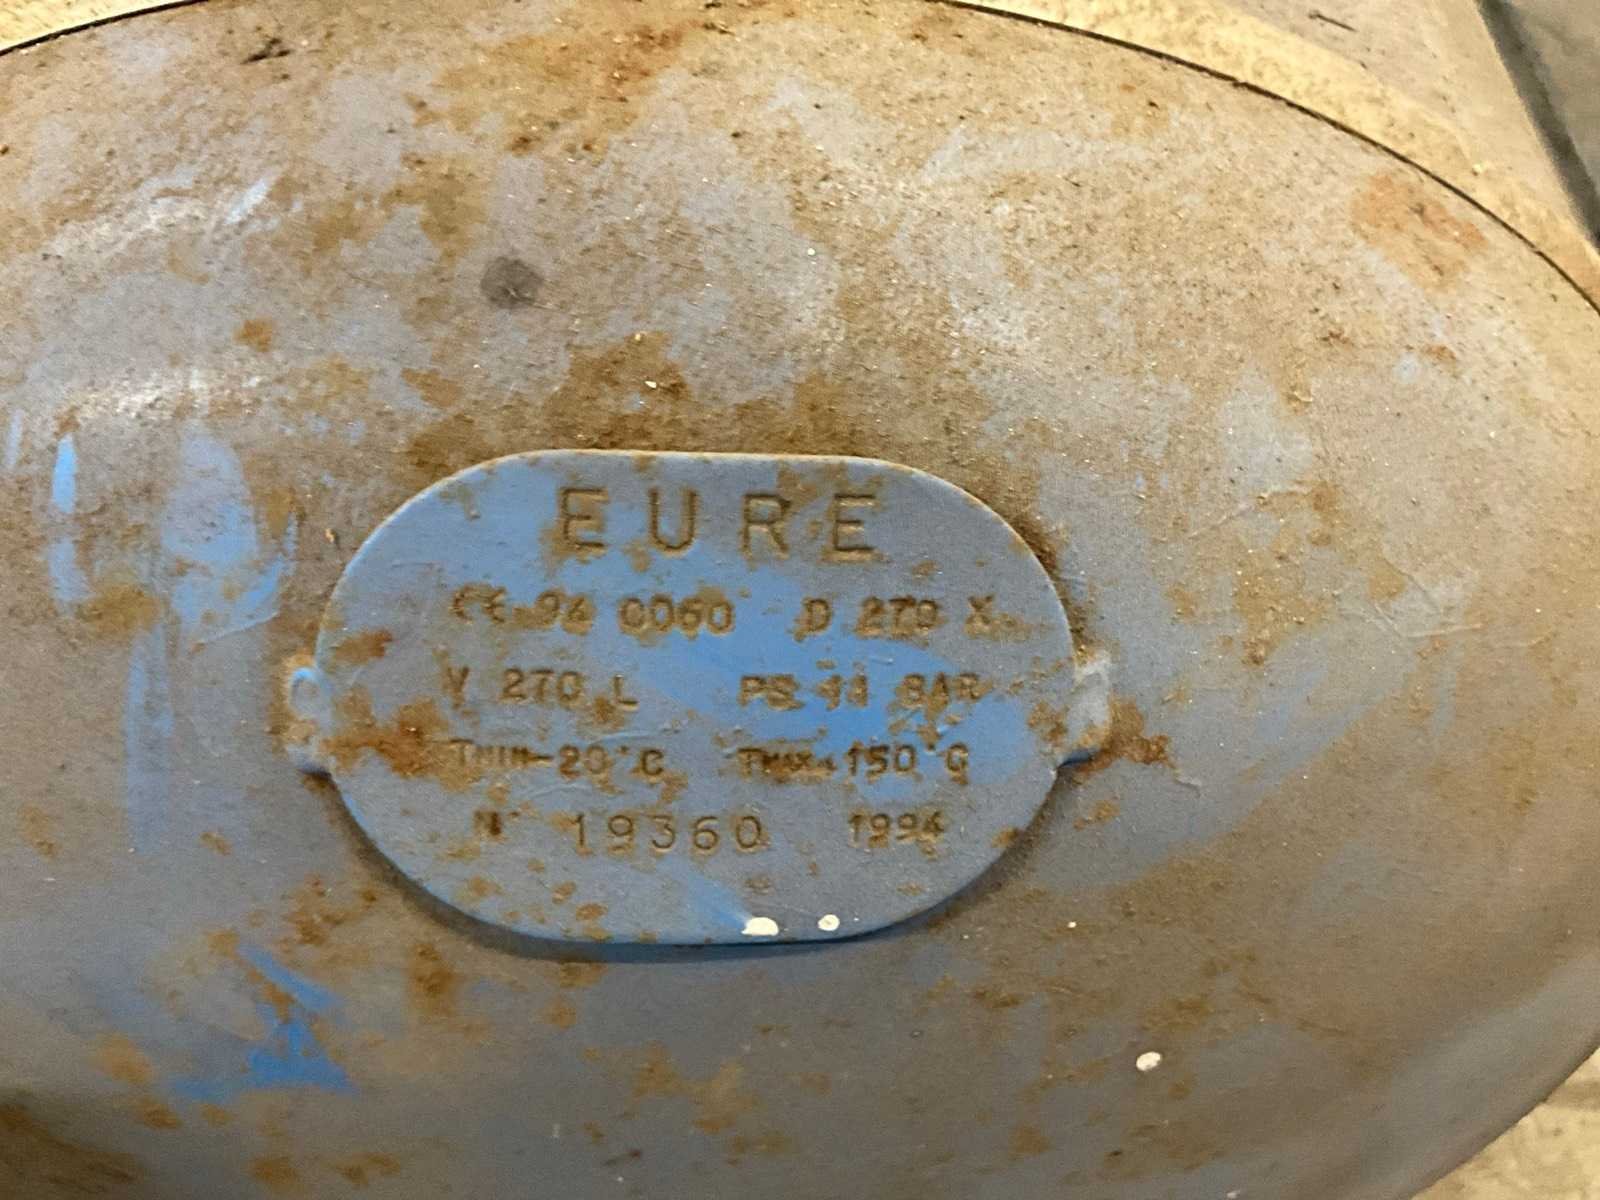 EURE
CE 94 0060 D 270 X
V 270 L PS 11 BAR
TMIN-20°C TMAX+150°C
N° 19360 1994